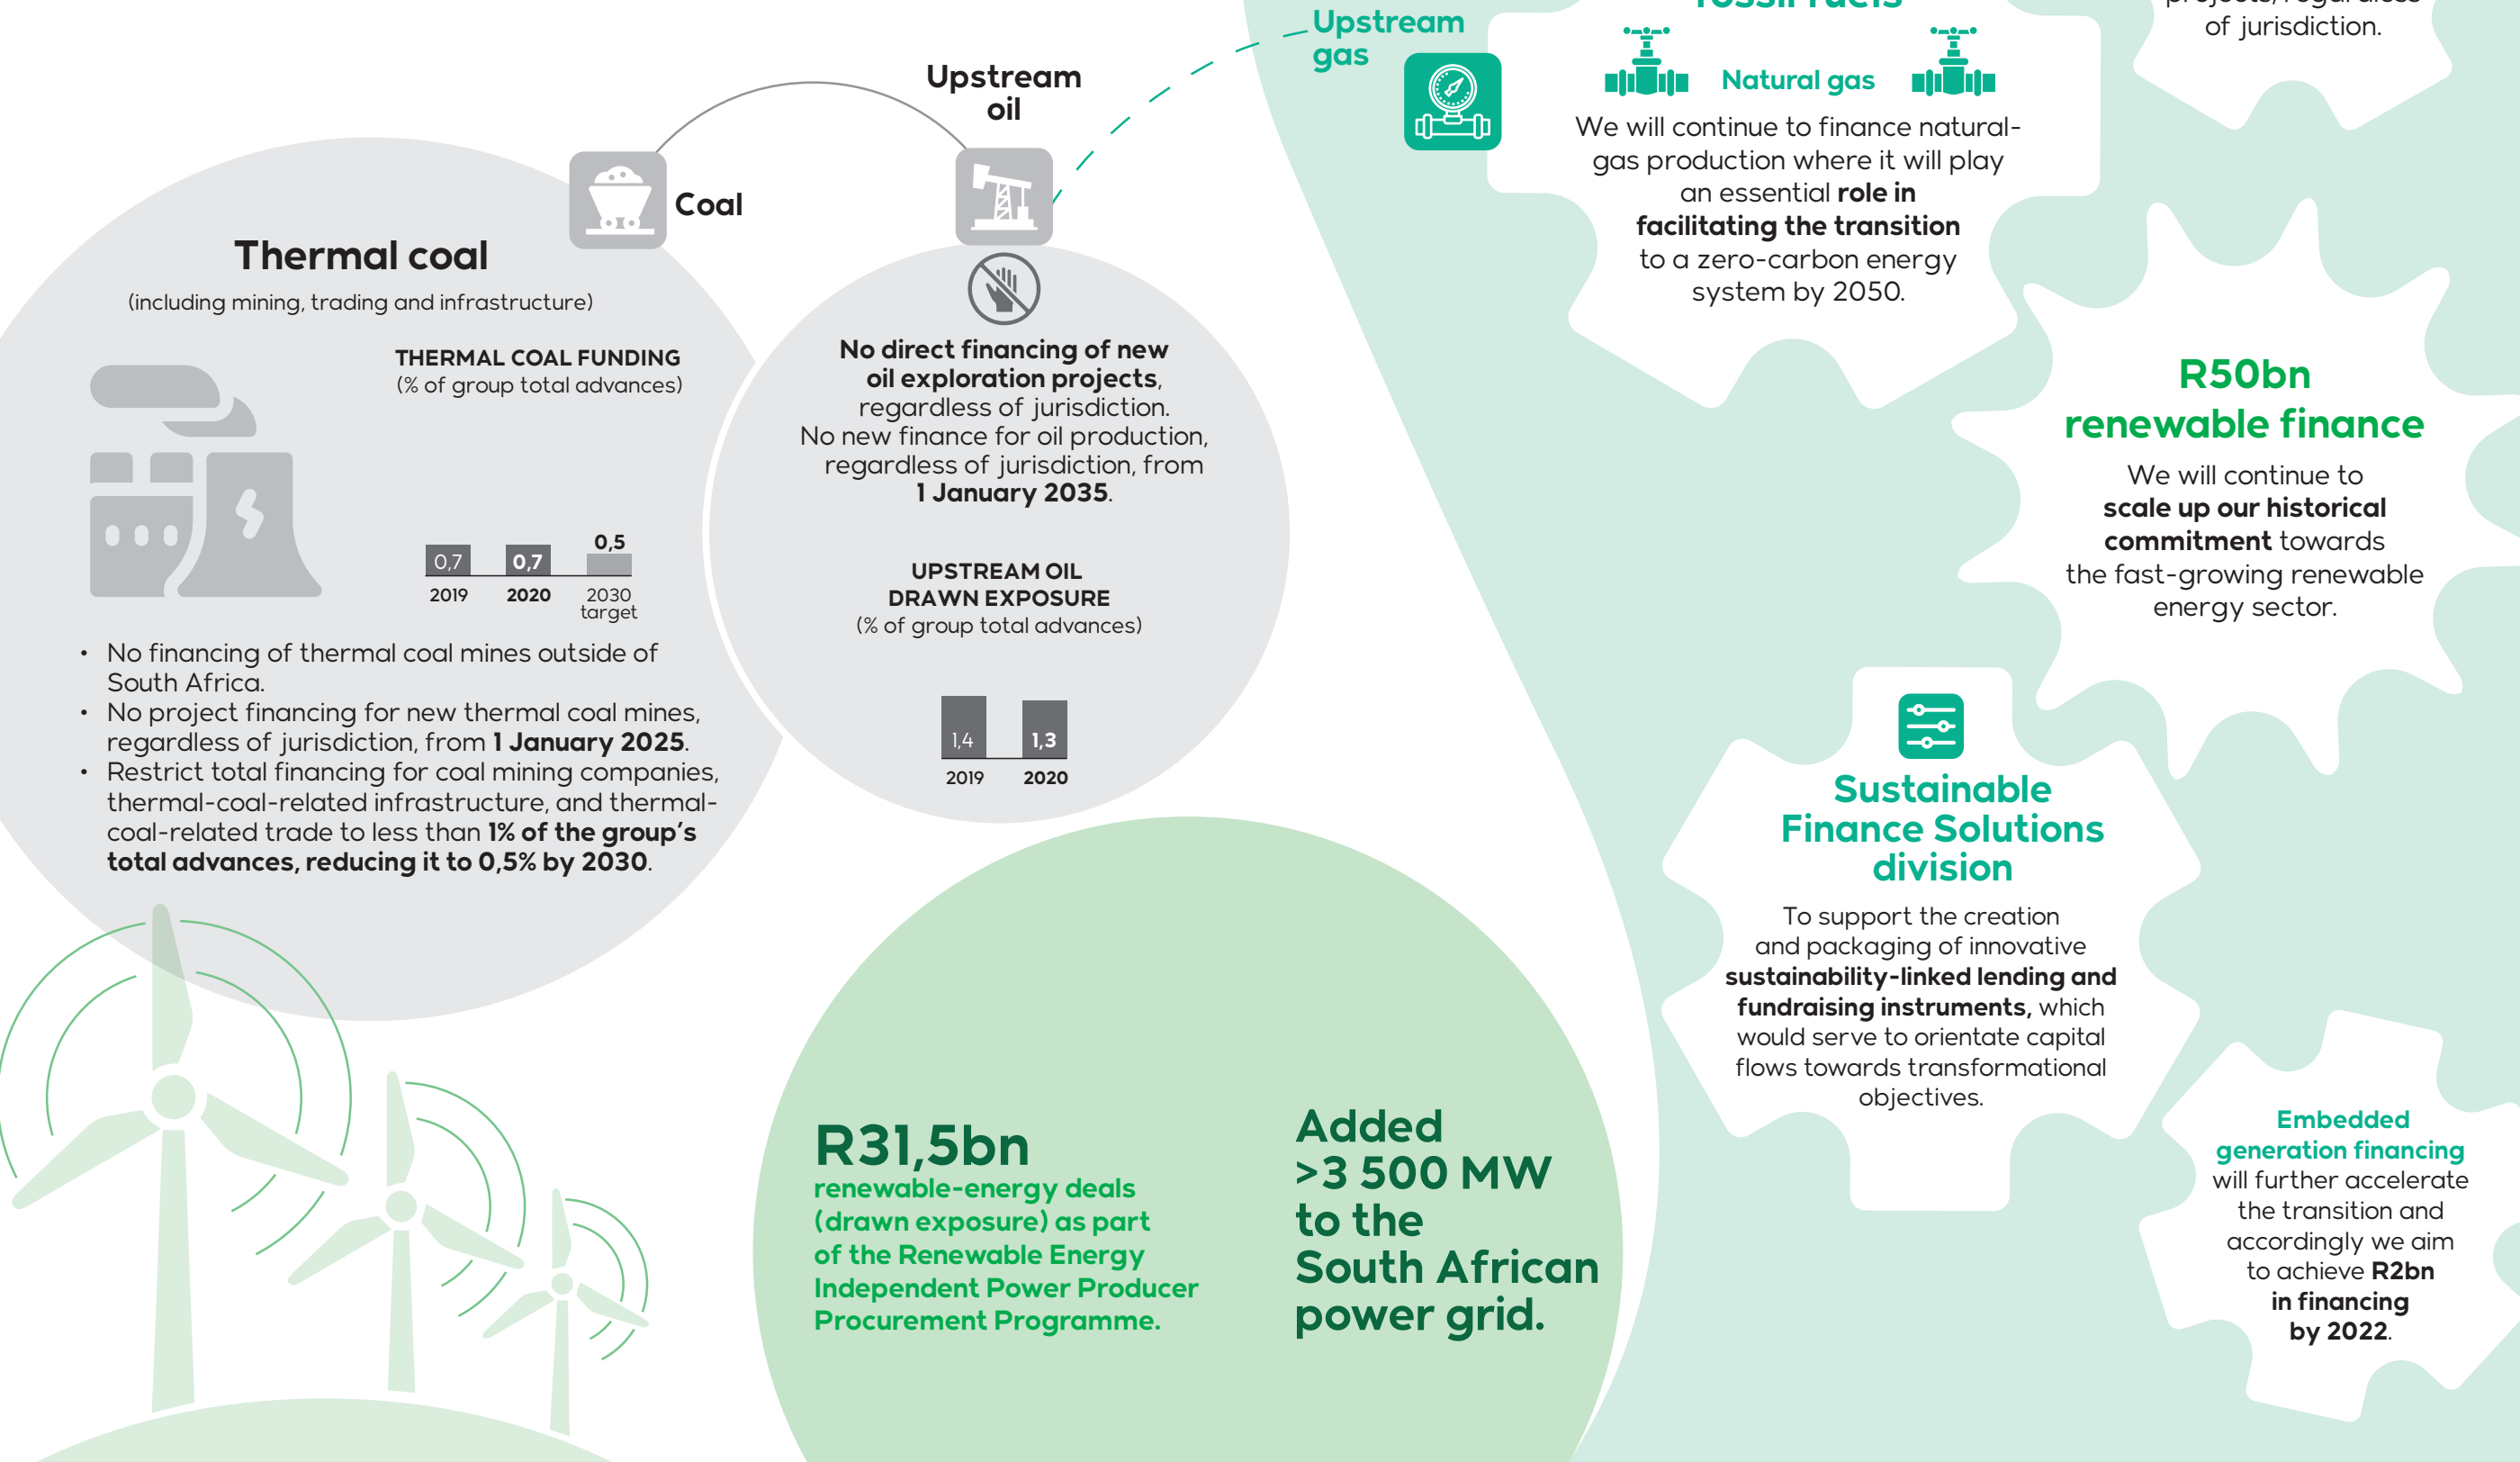 Upstream
gas
fossil fuels
Natural gas
We will continue to finance natural-
gas production where it will play
an essential role in
facilitating the transition
to a zero-carbon energy
system by 2050.
of jurisdiction.
Coal
Upstream
oil
Thermal coal
(including mining, trading and infrastructure)
THERMAL COAL FUNDING
(% of group total advances)
0,7
0,7
0,5
2019
2020
2030
target
• No financing of thermal coal mines outside of
South Africa.
• No project financing for new thermal coal mines,
regardless of jurisdiction, from 1 January 2025.
• Restrict total financing for coal mining companies,
thermal-coal-related infrastructure, and thermal-
coal-related trade to less than 1% of the group's
total advances, reducing it to 0,5% by 2030.
No direct financing of new
oil exploration projects,
regardless of jurisdiction.
No new finance for oil production,
regardless of jurisdiction, from
1 January 2035.
UPSTREAM OIL
DRAWN EXPOSURE
(% of group total advances)
1,4
1,3
2019
2020
R50bn
renewable finance
We will continue to
scale up our historical
commitment towards
the fast-growing renewable
energy sector.
Sustainable
Finance Solutions
division
To support the creation
and packaging of innovative
sustainability-linked lending and
fundraising instruments, which
would serve to orientate capital
flows towards transformational
objectives.
R31,5bn
renewable-energy deals
(drawn exposure) as part
of the Renewable Energy
Independent Power Producer
Procurement Programme.
Added
>3 500 MW
to the
South African
power grid.
Embedded
generation financing
will further accelerate
the transition and
accordingly we aim
to achieve R2bn
in financing
by 2022.